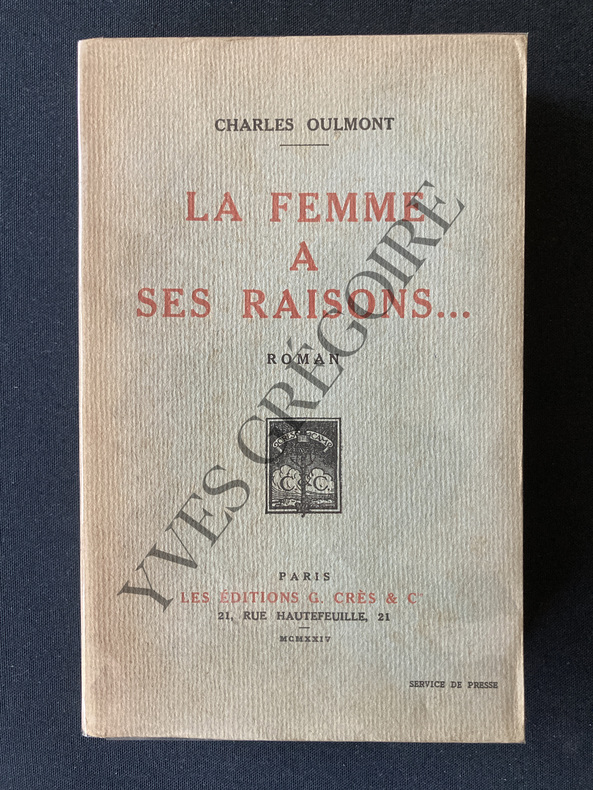 CHARLES OULMONT
LA FEMME
A
SES RAISONS...
ROMAN
C & C
PARIS
LES ÉDITIONS G. CRÈS & Cie
21, RUE HAUTEFEUILLE, 21
MCMXXIV
SERVICE DE PRESSE
YVES GRÉGOIRE